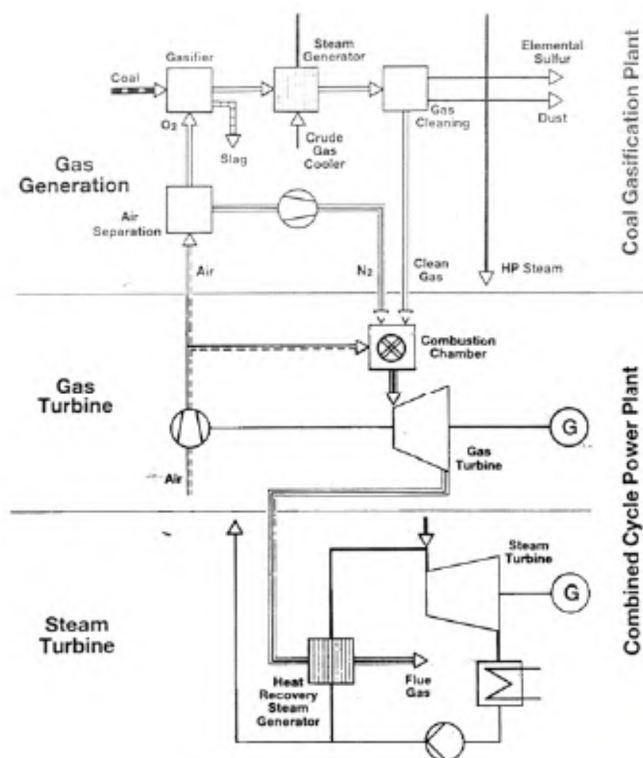 Gasifier
Steam
Generator
Elemental
Sulfur
Coal
O2
Slag
Crude
Gas
Cooler
Gas
Cleaning
Dust
Gas
Generation
Air
Separation
Air
N2
Clean
Gas
HP Steam
Coal Gasification Plant
Combustion
Chamber
Gas
Turbine
Air
Gas
Turbine
G
Combined Cycle Power Plant
Steam
Turbine
G
Steam
Turbine
Heat
Recovery
Steam
Generator
Flue
Gas